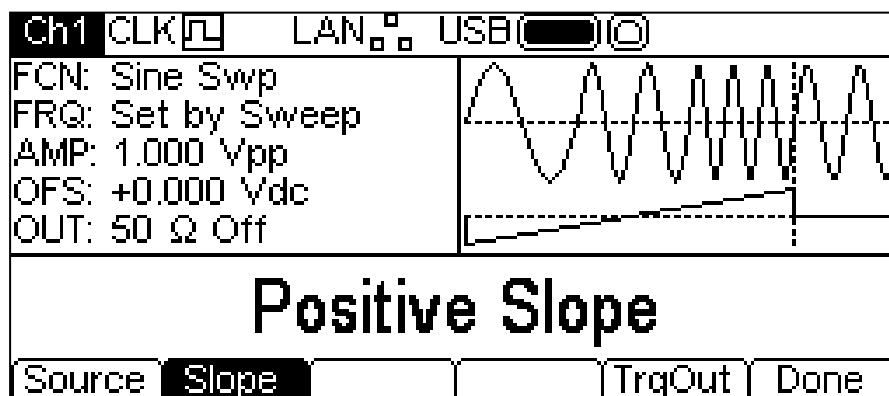 Ch1 CLK LAN USB
FCN: Sine Swp
FRQ: Set by Sweep
AMP: 1.000 Vpp
OFS: +0.000 Vdc
OUT: 50 Ω Off
Positive Slope
Source Slope TrgOut Done